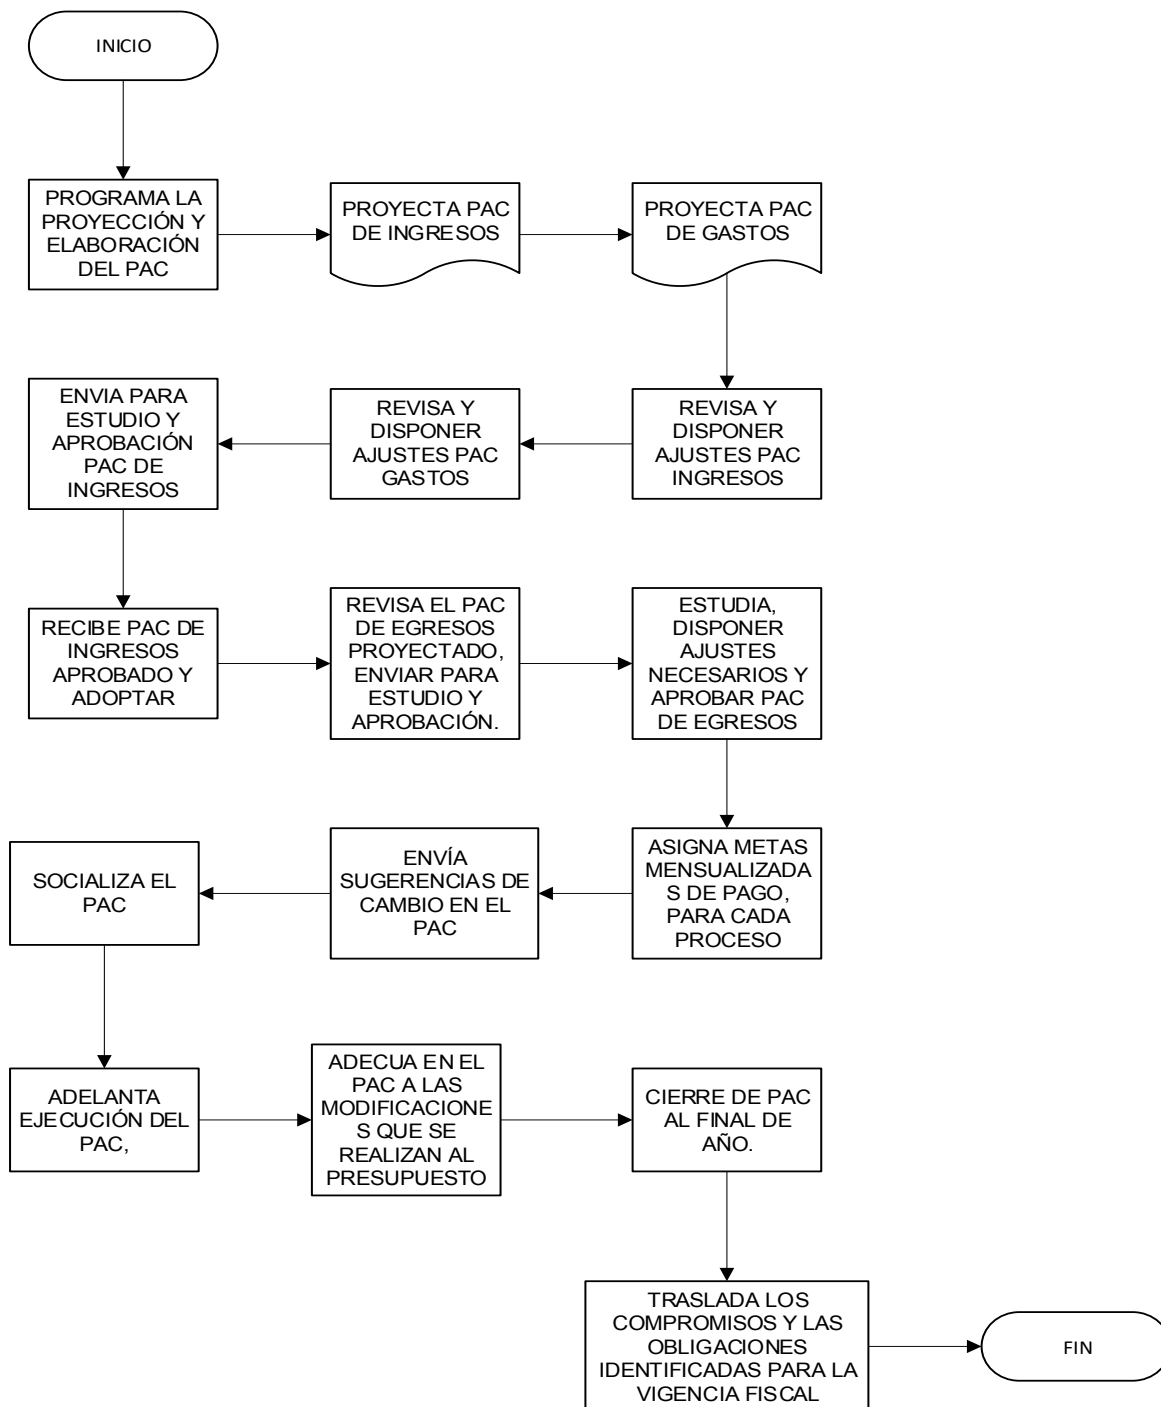 INICIO
PROGRAMA LA
PROYECCIÓN Y
ELABORACIÓN
DEL PAC
PROYECTA PAC
DE INGRESOS
PROYECTA PAC
DE GASTOS
REVISA Y
DISPONER
AJUSTES PAC
INGRESOS
REVISA Y
DISPONER
AJUSTES PAC
GASTOS
ENVIA PARA
ESTUDIO Y
APROBACIÓN
PAC DE
INGRESOS
RECIBE PAC DE
INGRESOS
APROBADO Y
ADOPTAR
REVISA EL PAC
DE EGRESOS
PROYECTADO,
ENVIAR PARA
ESTUDIO Y
APROBACIÓN.
ESTUDIA,
DISPONER
AJUSTES
NECESARIOS Y
APROBAR PAC
DE EGRESOS
ASIGNA METAS
MENSUALIZADA
S DE PAGO,
PARA CADA
PROCESO
ENVÍA
SUGERENCIAS DE
CAMBIO EN EL
PAC
SOCIALIZA EL
PAC
ADELANTA
EJECUCIÓN DEL
PAC,
ADECUA EN EL
PAC A LAS
MODIFICACIONE
S QUE SE
REALIZAN AL
PRESUPUESTO
CIERRE DE PAC
AL FINAL DE
AÑO.
TRASLADA LOS
COMPROMISOS Y LAS
OBLIGACIONES
IDENTIFICADAS PARA LA
VIGENCIA FISCAL
FIN